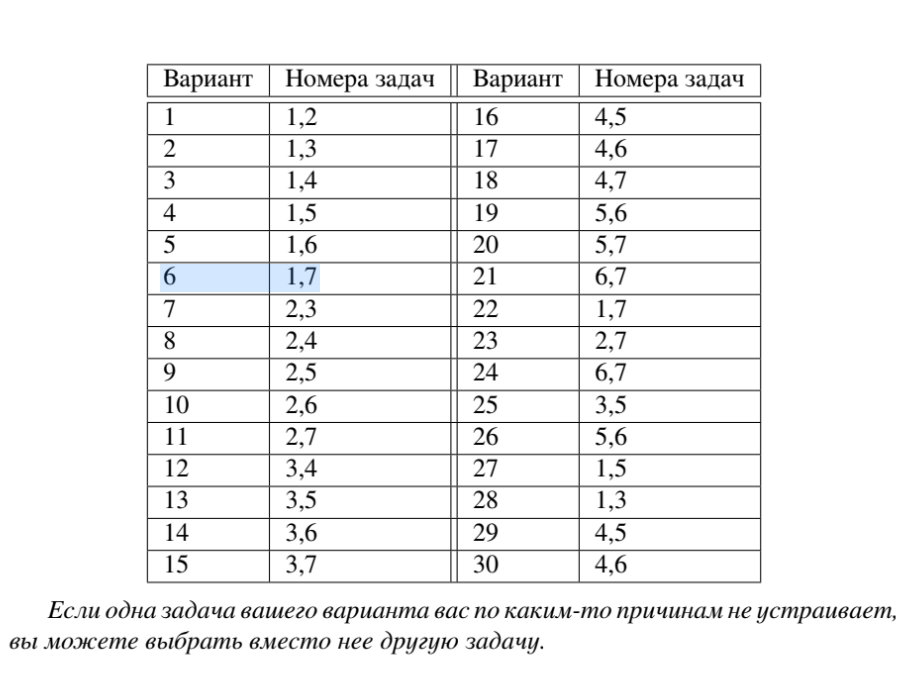 Вариант Номера задач Вариант Номера задач
1 1,2 16 4,5
2 1,3 17 4,6
3 1,4 18 4,7
4 1,5 19 5,6
5 1,6 20 5,7
6 1,7 21 6,7
7 2,3 22 1,7
8 2,4 23 2,7
9 2,5 24 6,7
10 2,6 25 3,5
11 2,7 26 5,6
12 3,4 27 1,5
13 3,5 28 1,3
14 3,6 29 4,5
15 3,7 30 4,6
Если одна задача вашего варианта вас по каким-то причинам не устраивает,
вы можете выбрать вместо нее другую задачу.